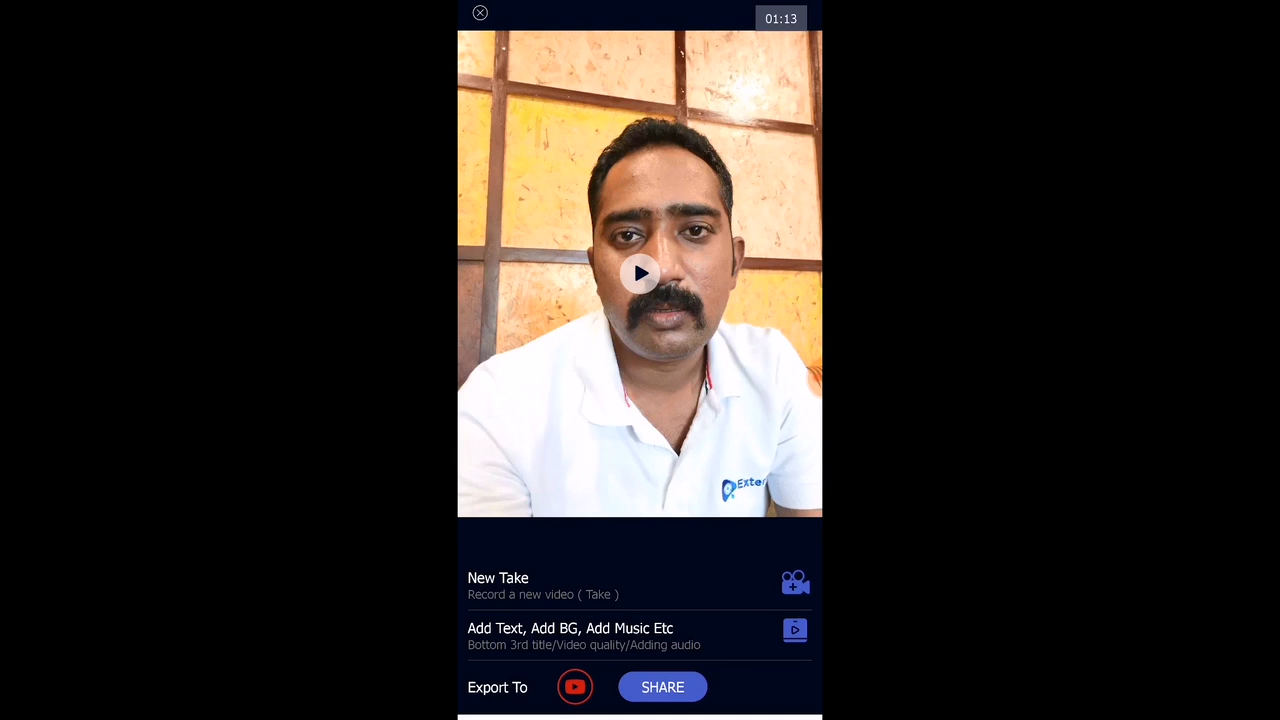 01:13
Exte
New Take
Record a new video ( Take )
Add Text, Add BG, Add Music Etc
Bottom 3rd title/Video quality/Adding audio
Export To
SHARE